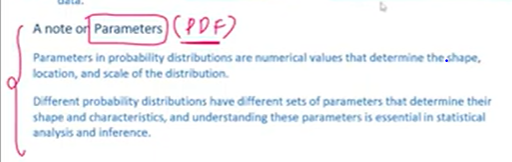 data.
A note on Parameters (PDF)
Parameters in probability distributions are numerical values that determine the shape,
location, and scale of the distribution.
Different probability distributions have different sets of parameters that determine their
shape and characteristics, and understanding these parameters is essential in statistical
analysis and inference.